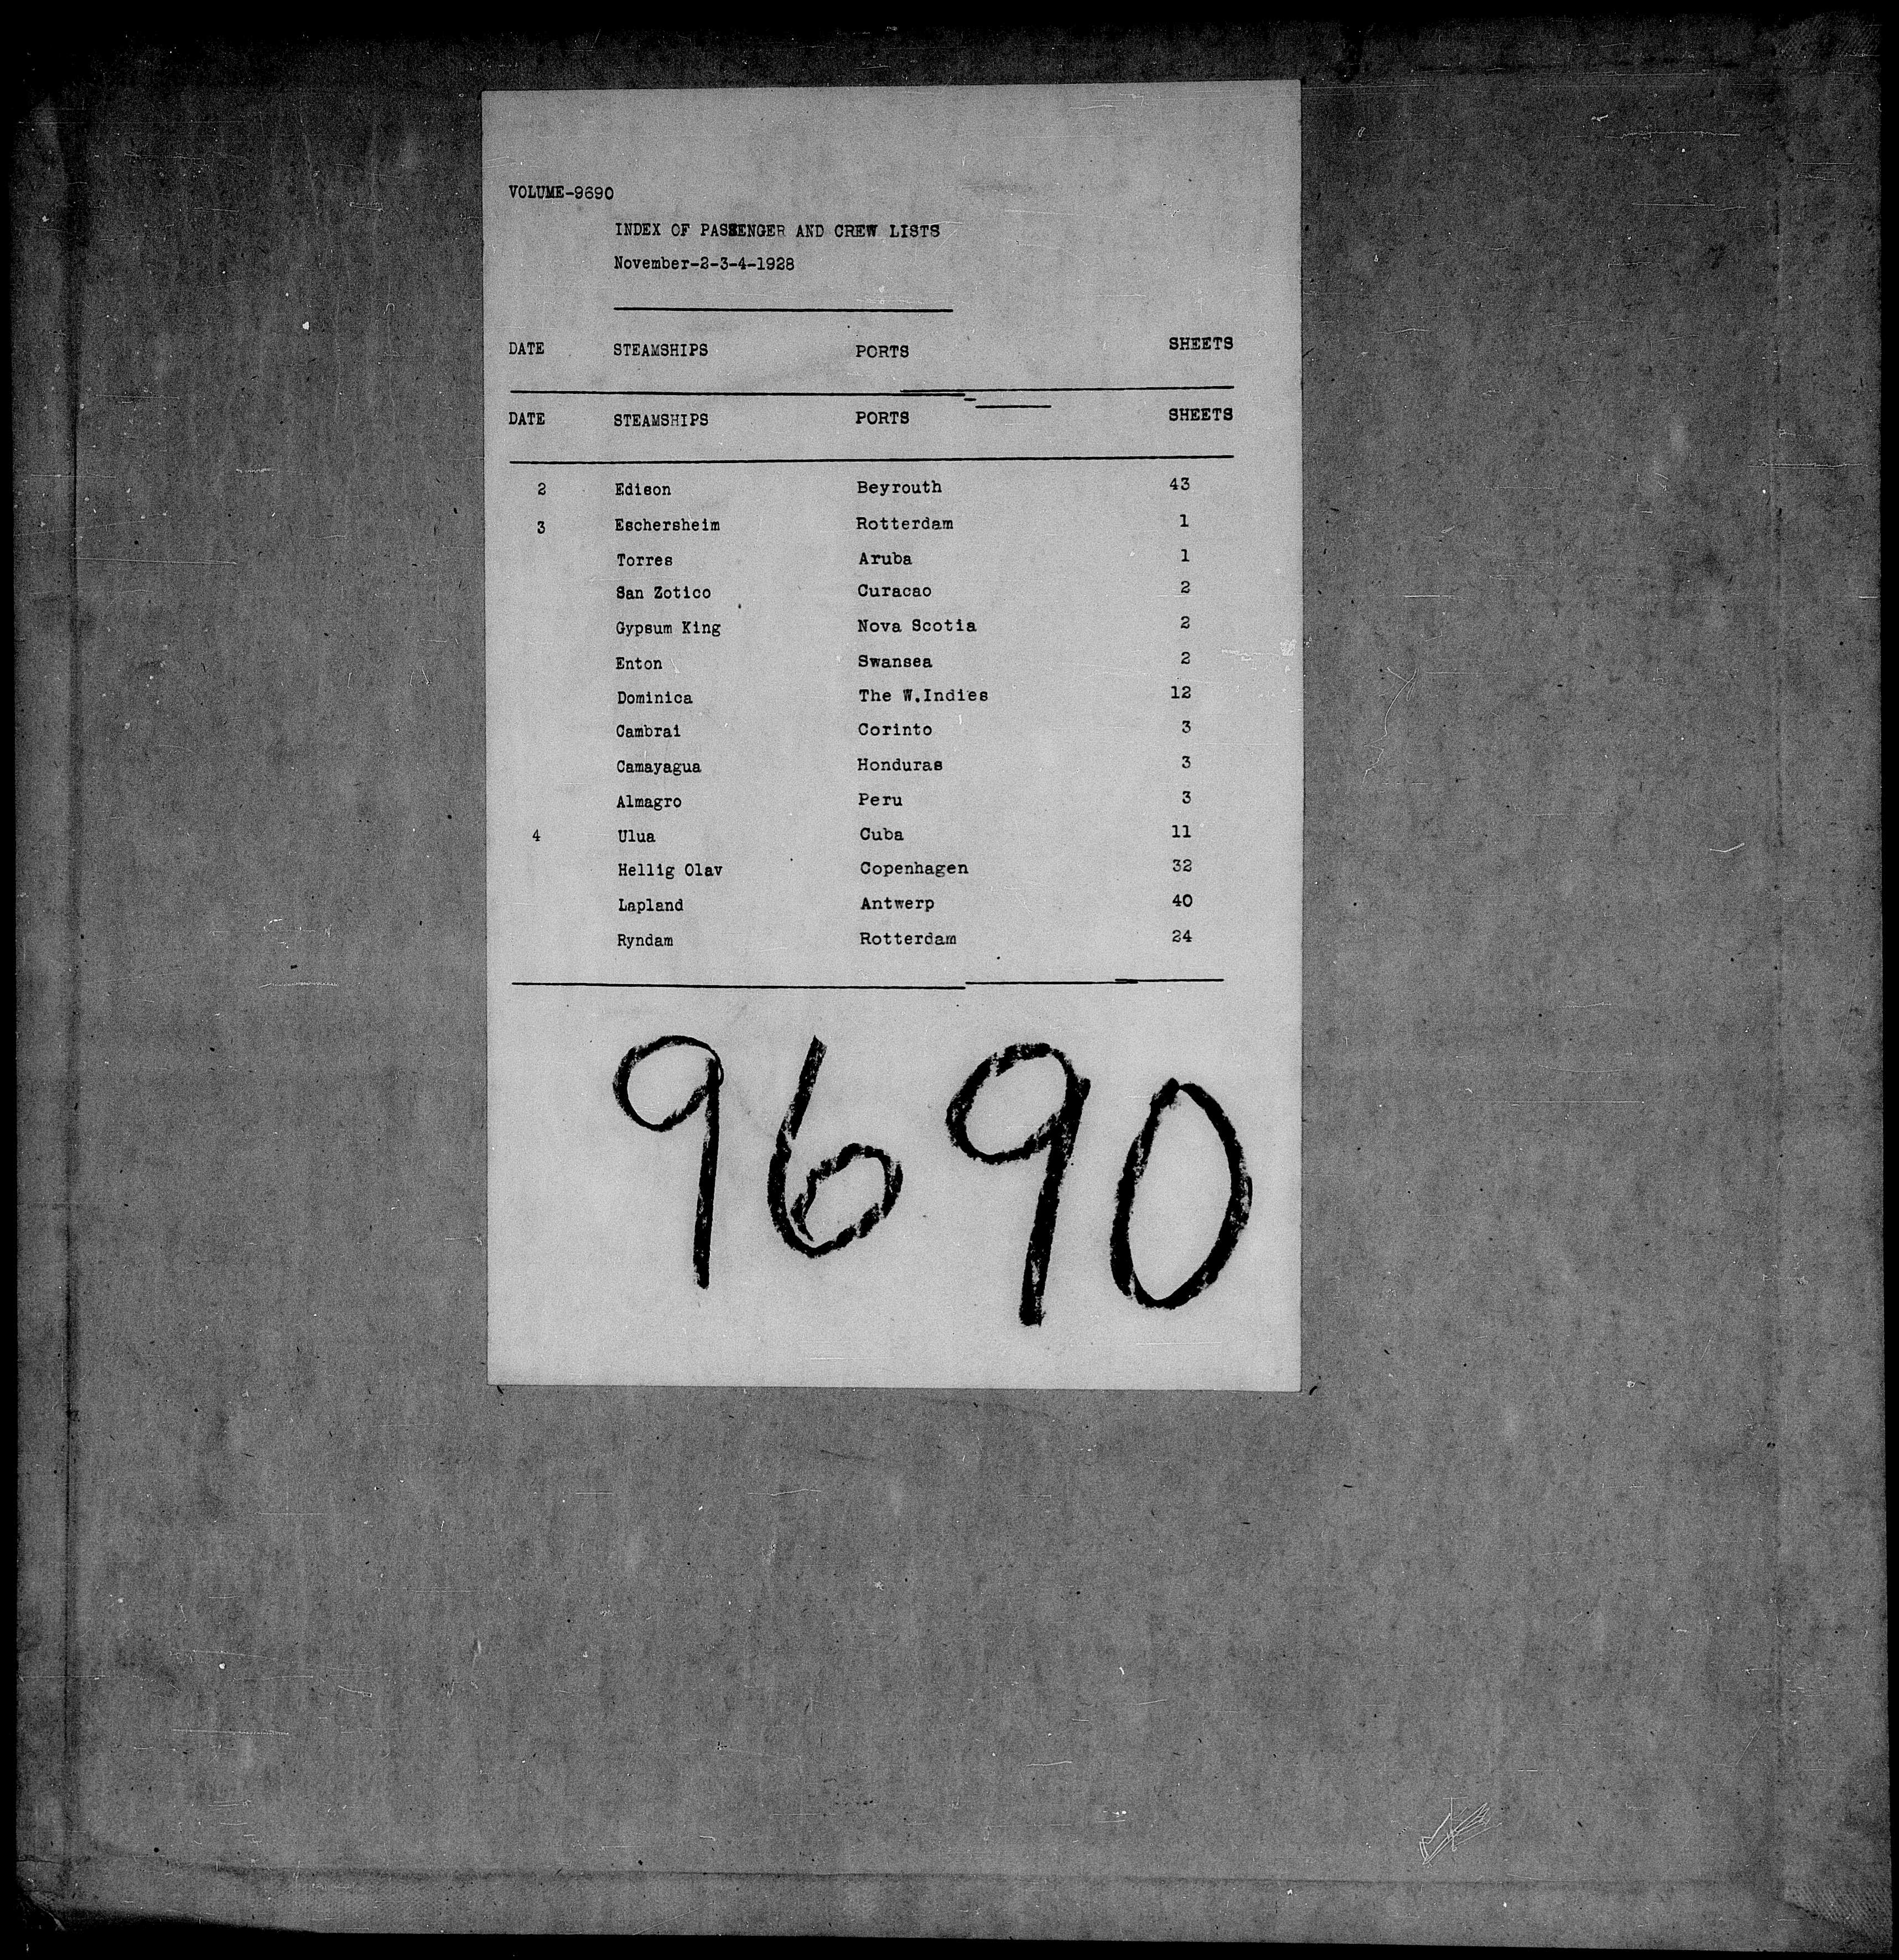 VOLUME-9690
INDEX OF PASSENGER AND CREW LISTS
November-2-3-4-1928
DATE STEAMSHIPS PORTS SHEETS
DATE STEAMSHIPS PORTS SHEETS
2 Edison Beyrouth 43
3 Eschersheim Rotterdam 1
Torres Aruba 1
San Zotico Curacao 2
Gypsum King Nova Scotia 2
Enton Swansea 2
Dominica The W.Indies 12
Cambrai Corinto 3
Camayagua Honduras 3
Almagro Peru 3
4 Ulua Cuba 11
Hellig Olav Copenhagen 32
Lapland Antwerp 40
Ryndam Rotterdam 24
9690